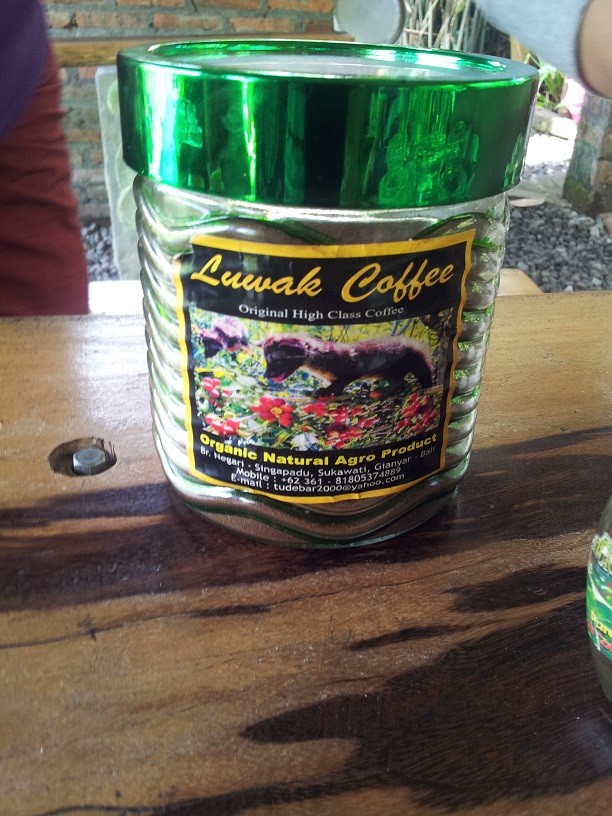 Luwak Coffee
Original High Class Coffee
Organic Natural Agro Product
Br. Negari - Singapadu, Sukawati, Gianyar - Bali
Mobile : +62 361 - 81805374889
E-mail : tudebar2000@yahoo.com